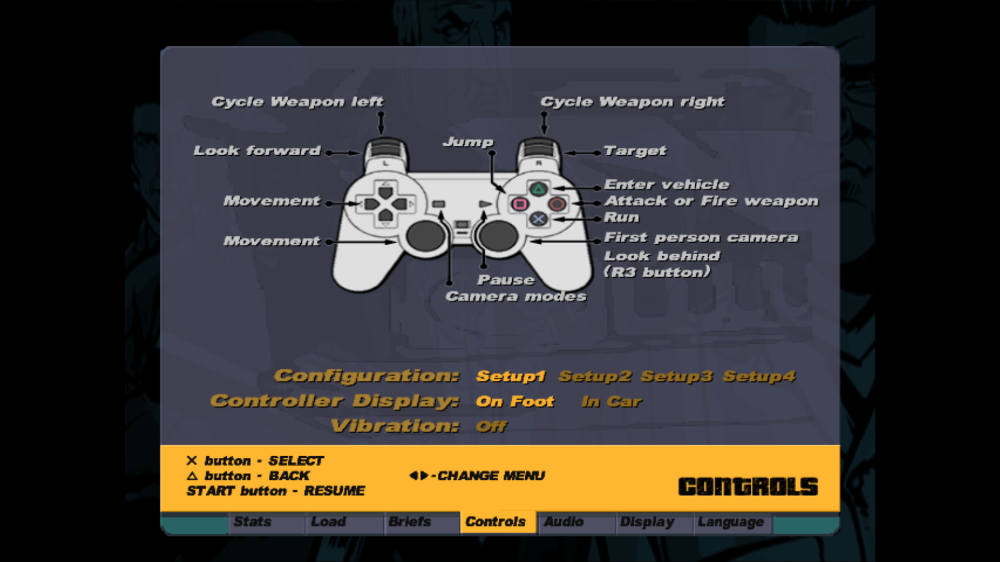 Cycle Weapon left
Cycle Weapon right
Jump
Look forward
Target
L
R
Enter vehicle
Movement
Attack or Fire weapon
Run
First person camera
Movement
Look behind
(R3 button)
Pause
Camera modes
Configuration: Setup1 Setup2 Setup3 Setup4
Controller Display: On Foot In Car
Vibration: Off
X button - SELECT
△ button - BACK
◀▶-CHANGE MENU
START button - RESUME
CONTROLS
Stats Load Briefs Controls Audio Display Language